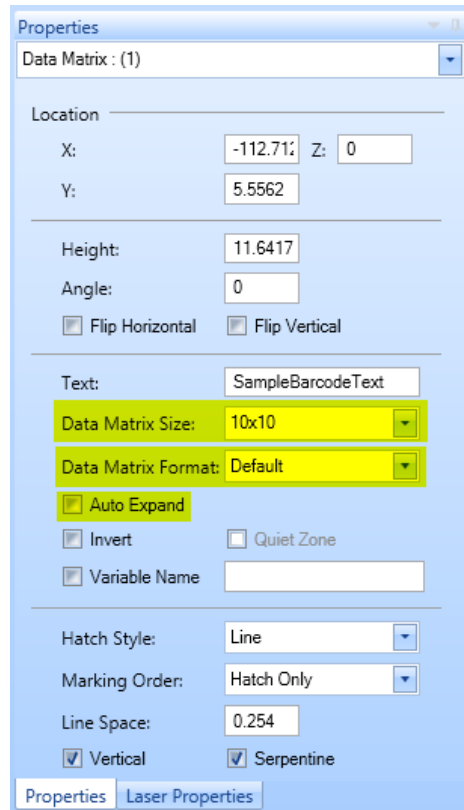 Properties
Data Matrix : (1)
Location
X: -112.712 Z: 0
Y: 5.5562
Height: 11.6417
Angle: 0
Flip Horizontal Flip Vertical
Text: SampleBarcodeText
Data Matrix Size: 10x10
Data Matrix Format: Default
Auto Expand
Invert Quiet Zone
Variable Name
Hatch Style: Line
Marking Order: Hatch Only
Line Space: 0.254
Vertical Serpentine
Properties Laser Properties